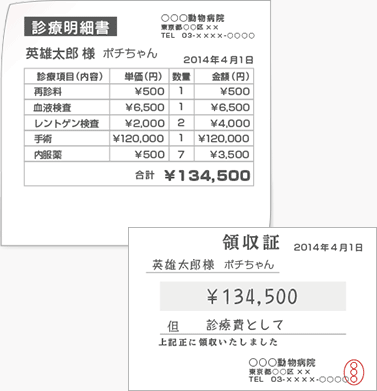 診療明細書
○○○動物病院
東京都○○区××
TEL 03-××××-○○○○
英雄太郎 様 ポチちゃん
2014年4月1日
診療項目(内容) 単価(円) 数量 金額(円)
再診料 ¥500 1 ¥500
血液検査 ¥6,500 1 ¥6,500
レントゲン検査 ¥2,000 2 ¥4,000
手術 ¥120,000 1 ¥120,000
内服薬 ¥500 7 ¥3,500
合計 ¥134,500
領収証
2014年4月1日
英雄太郎様 ポチちゃん
¥134,500
但 診療費として
上記正に領収いたしました
○○○動物病院
東京都○○区××
TEL 03-××××-○○○○